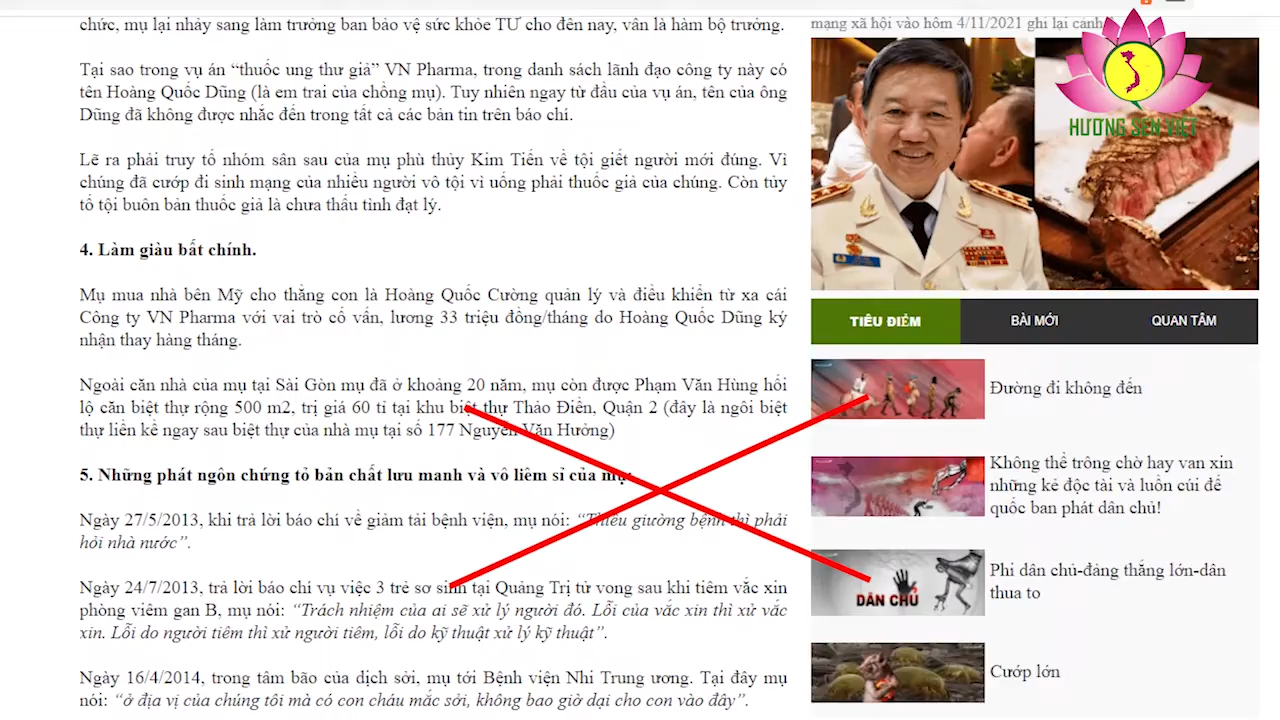 chức, mụ lại nhảy sang làm trưởng ban bảo vệ sức khỏe TƯ cho đến nay, vẫn là hàm bộ trưởng.
Tại sao trong vụ án “thuốc ung thư giả” VN Pharma, trong danh sách lãnh đạo công ty này có
tên Hoàng Quốc Dũng (là em trai của chồng mụ). Tuy nhiên ngay từ đầu của vụ án, tên của ông
Dũng đã không được nhắc đến trong tất cả các bản tin trên báo chí.
Lẽ ra phải truy tố nhóm sân sau của mụ phù thủy Kim Tiến về tội giết người mới đúng. Vì
chúng đã cướp đi sinh mạng của nhiều người vô tội vì uống phải thuốc giả của chúng. Còn túy
tố tội buôn bán thuốc giả là chưa thấu tình đạt lý.
4. Làm giàu bất chính.
Mụ mua nhà bên Mỹ cho thằng con là Hoàng Quốc Cường quản lý và điều khiển từ xa cái
Công ty VN Pharma với vai trò cố vấn, lương 33 triệu đồng/tháng do Hoàng Quốc Dũng ký
nhận thay hàng tháng.
Ngoài căn nhà của mụ tại Sài Gòn mụ đã ở khoảng 20 năm, mụ còn được Phạm Văn Hùng hối
lộ căn biệt thự rộng 500 m2, trị giá 60 tỉ tại khu biệt thự Thảo Điền, Quận 2 (đây là ngôi biệt
thự liền kề ngay sau biệt thự của nhà mụ tại số 177 Nguyễn Văn Hưởng)
5. Những phát ngôn chứng tỏ bản chất lưu manh và vô liêm sỉ của mụ:
Ngày 27/5/2013, khi trả lời báo chí về giảm tải bệnh viện, mụ nói: “Thiếu giường bệnh thì phải
hỏi nhà nước”.
Ngày 24/7/2013, trả lời báo chí vụ việc 3 trẻ sơ sinh tại Quảng Trị tử vong sau khi tiêm vắc xin
phòng viêm gan B, mụ nói: “Trách nhiệm của ai sẽ xử lý người đó. Lỗi của vắc xin thì xử vắc
xin. Lỗi do người tiêm thì xử người tiêm, lỗi do kỹ thuật xử lý kỹ thuật”.
Ngày 16/4/2014, trong tâm bão của dịch sởi, mụ tới Bệnh viện Nhi Trung ương. Tại đây mụ
nói: “ở địa vị của chúng tôi mà có con cháu mắc sởi, không bao giờ dại cho con vào đây”.
mạng xã hội vào hôm 4/11/2021 ghi lại cảnh
HƯƠNG SEN VIỆT
TIÊU ĐIỂM
BÀI MỚI
QUAN TÂM
Đường đi không đến
Không thể trông chờ hay van xin
những kẻ độc tài và luồn cúi để
quốc ban phát dân chủ!
DÂN CHỦ
Phi dân chủ-đảng thắng lớn-dân
thua to
Cướp lớn